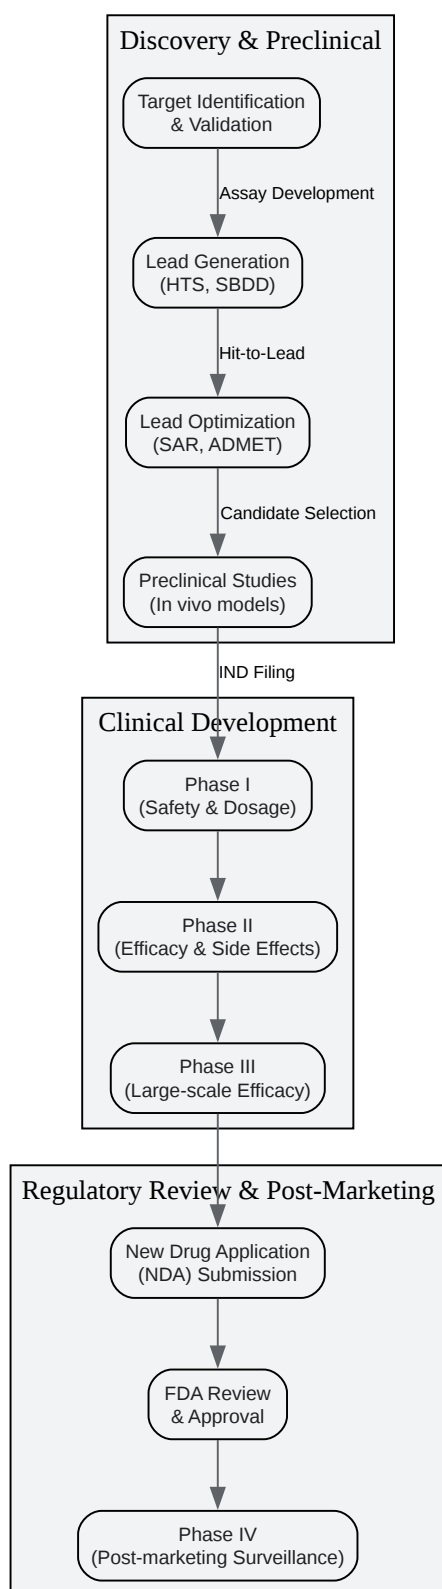 Discovery & Preclinical
Target Identification
& Validation
Assay Development
Lead Generation
(HTS, SBDD)
Hit-to-Lead
Lead Optimization
(SAR, ADMET)
Candidate Selection
Preclinical Studies
(In vivo models)
IND Filing
Clinical Development
Phase I
(Safety & Dosage)
Phase II
(Efficacy & Side Effects)
Phase III
(Large-scale Efficacy)
Regulatory Review & Post-Marketing
New Drug Application
(NDA) Submission
FDA Review
& Approval
Phase IV
(Post-marketing Surveillance)